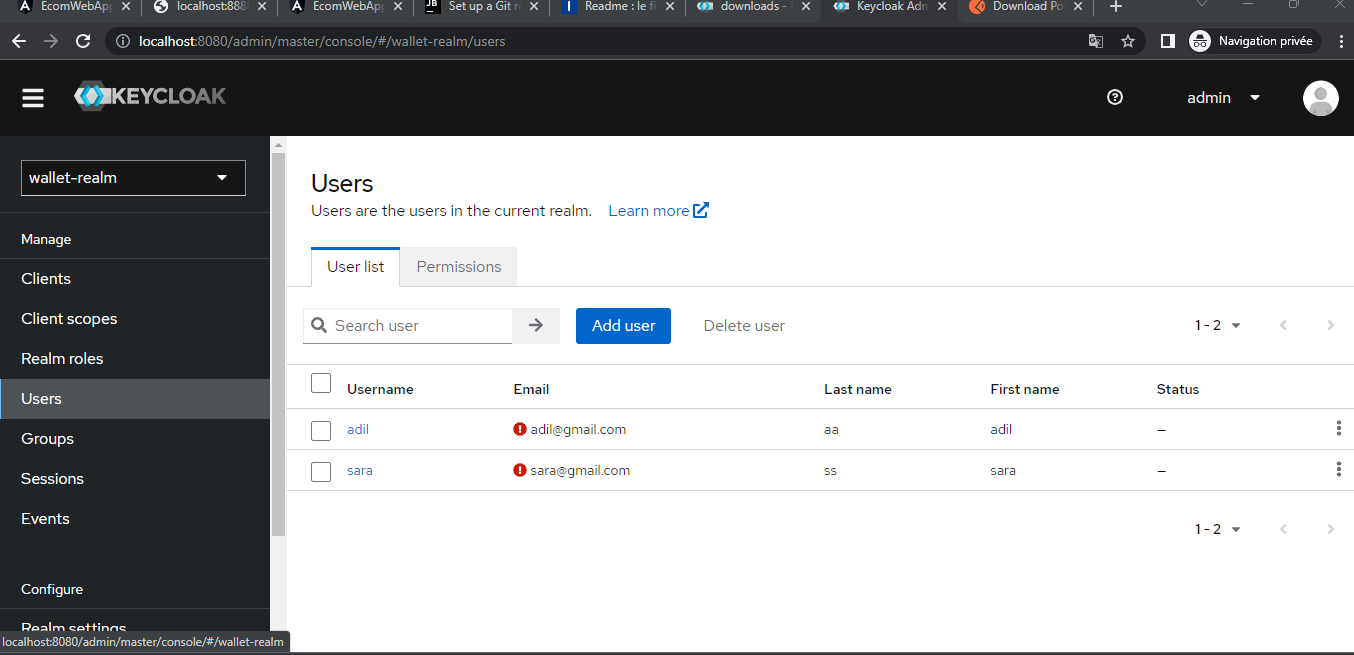 EcomWebApp
localhost:888
EcomWebApp
Set up a Git r
Readme : le fi
downloads -
Keycloak Adm
Download Po
localhost:8080/admin/master/console/#/wallet-realm/users
Navigation privée
KEYCLOAK
admin
wallet-realm
Manage
Clients
Client scopes
Realm roles
Users
Groups
Sessions
Events
Configure
Realm settings
localhost:8080/admin/master/console/#/wallet-realm
Users
Users are the users in the current realm. Learn more
User list Permissions
Search user Add user Delete user 1 - 2
Username Email Last name First name Status
adil adil@gmail.com aa adil –
sara sara@gmail.com ss sara –
1 - 2